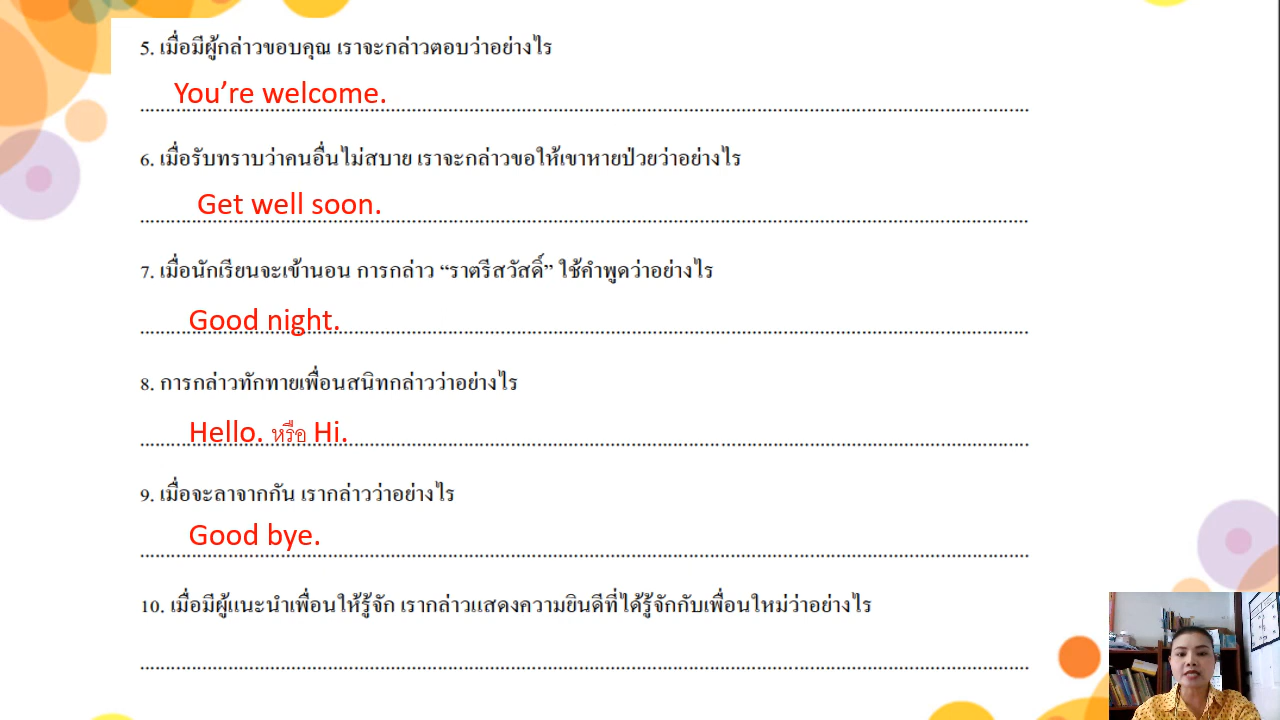 5. เมื่อมีผู้กล่าวขอบคุณ เราจะกล่าวตอบว่าอย่างไร
You’re welcome.
6. เมื่อรับทราบว่าคนอื่นไม่สบาย เราจะกล่าวขอให้เขาหายป่วยว่าอย่างไร
Get well soon.
7. เมื่อนักเรียนจะเข้านอน การกล่าว “ราตรีสวัสดิ์” ใช้คำพูดว่าอย่างไร
Good night.
8. การกล่าวทักทายเพื่อนสนิทกล่าวว่าอย่างไร
Hello. หรือ Hi.
9. เมื่อจะลาจากกัน เรากล่าวว่าอย่างไร
Good bye.
10. เมื่อมีผู้แนะนำเพื่อนให้รู้จัก เรากล่าวแสดงความยินดีที่ได้รู้จักกับเพื่อนใหม่ว่าอย่างไร